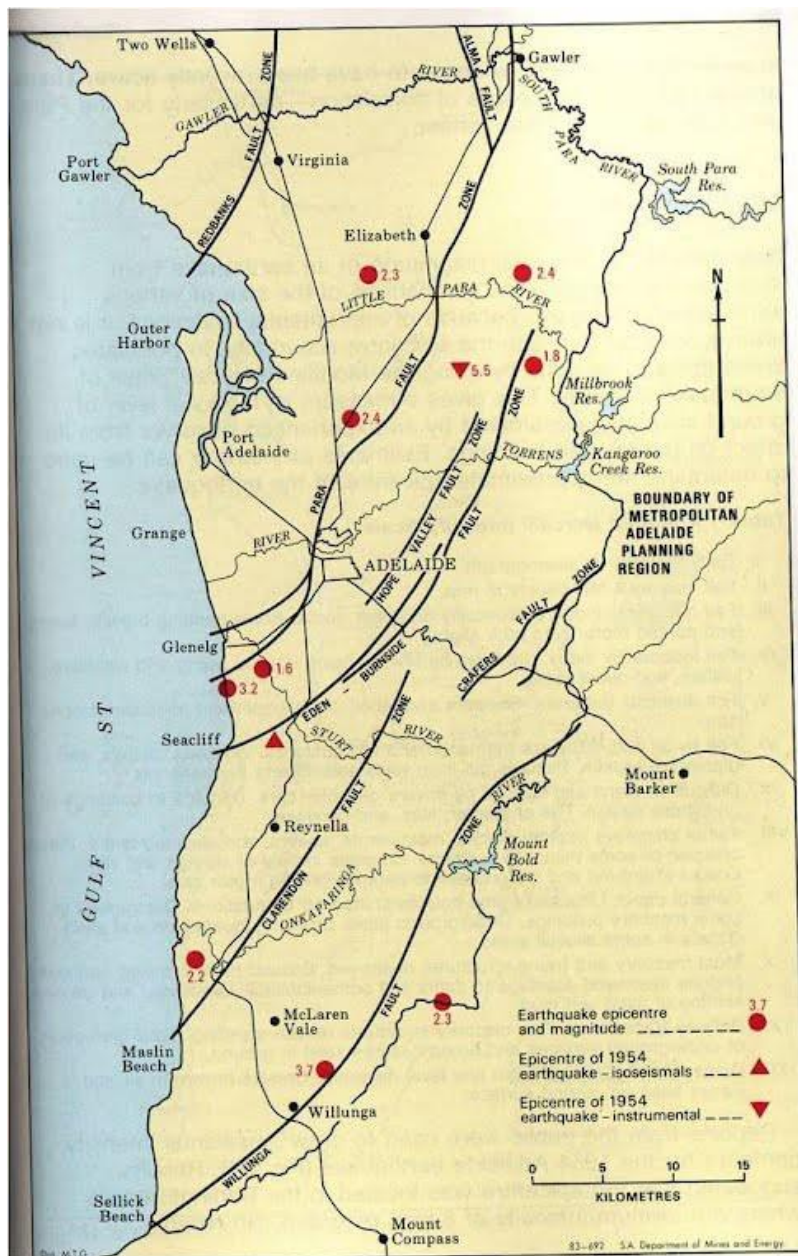 Two Wells
ZONE
ALMA
FAULT
Gawler
RIVER
GAWLER
SOUTH
PARA
RIVER
FAULT
Virginia
Port
Gawler
South Para
Res.
REDBANKS
ZONE
Elizabeth
N
2.3
2.4
LITTLE
PARA
RIVER
Outer
Harbor
5.5
1.8
FAULT
ZONE
Millbrook
Res.
2.4
Port
Adelaide
ZONE
TORRENS
Kangaroo
Creek Res.
PARA
FAULT
VALLEY
HOPE
FAULT
BOUNDARY OF
METROPOLITAN
ADELAIDE
PLANNING
REGION
Grange
RIVER
ADELAIDE
ZONE
FAULT
CRAFERS
GULF ST VINCENT
Glenelg
1.6
3.2
BURNSIDE
EDEN
Seacliff
STURT
RIVER
ZONE
FAULT
CLARENDON
Mount
Barker
RIVER
ZONE
Reynella
Mount
Bold
Res.
ONKAPARINGA
FAULT
2.2
2.3
McLaren
Vale
Maslin
Beach
3.7
Willunga
WILLUNGA
Sellick
Beach
Mount
Compass
3.7
Earthquake epicentre
and magnitude
Epicentre of 1954
earthquake - isoseismals
Epicentre of 1954
earthquake - instrumental
0 5 10 15
KILOMETRES
83-692 S.A. Department of Mines and Energy